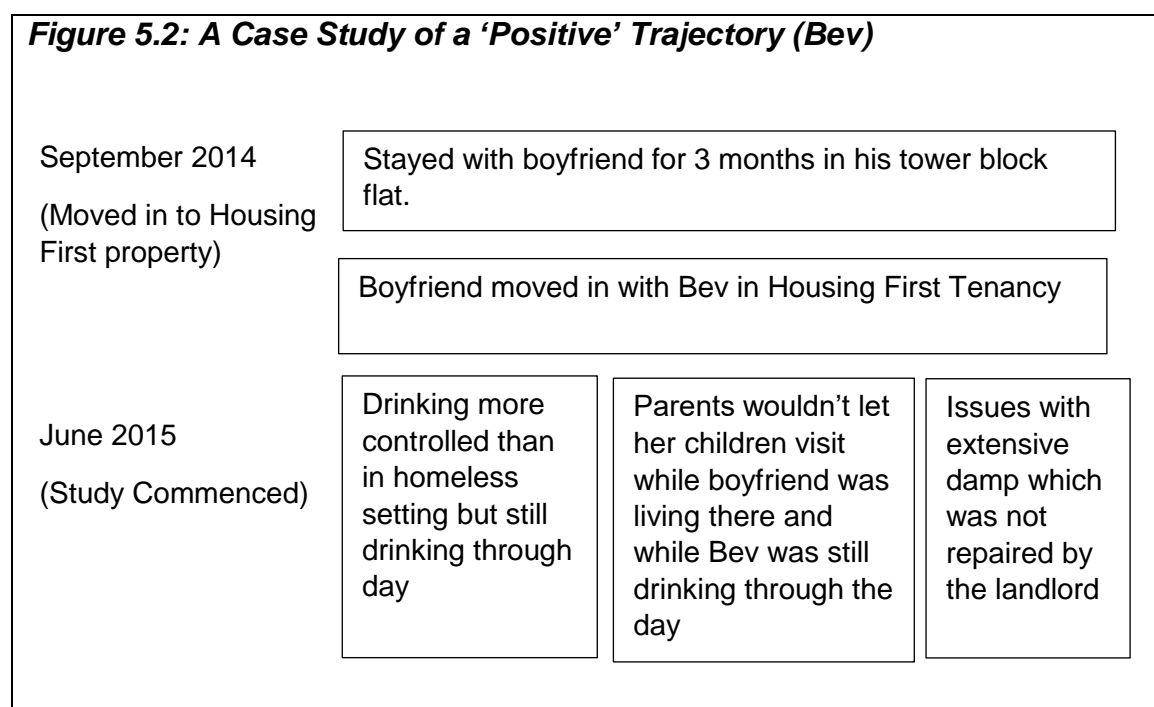 Figure 5.2: A Case Study of a ‘Positive’ Trajectory (Bev)
September 2014
(Moved in to Housing
First property)
Stayed with boyfriend for 3 months in his tower block
flat.
Boyfriend moved in with Bev in Housing First Tenancy
June 2015
(Study Commenced)
Drinking more
controlled than
in homeless
setting but still
drinking through
day
Parents wouldn’t let
her children visit
while boyfriend was
living there and
while Bev was still
drinking through the
day
Issues with
extensive
damp which
was not
repaired by
the landlord